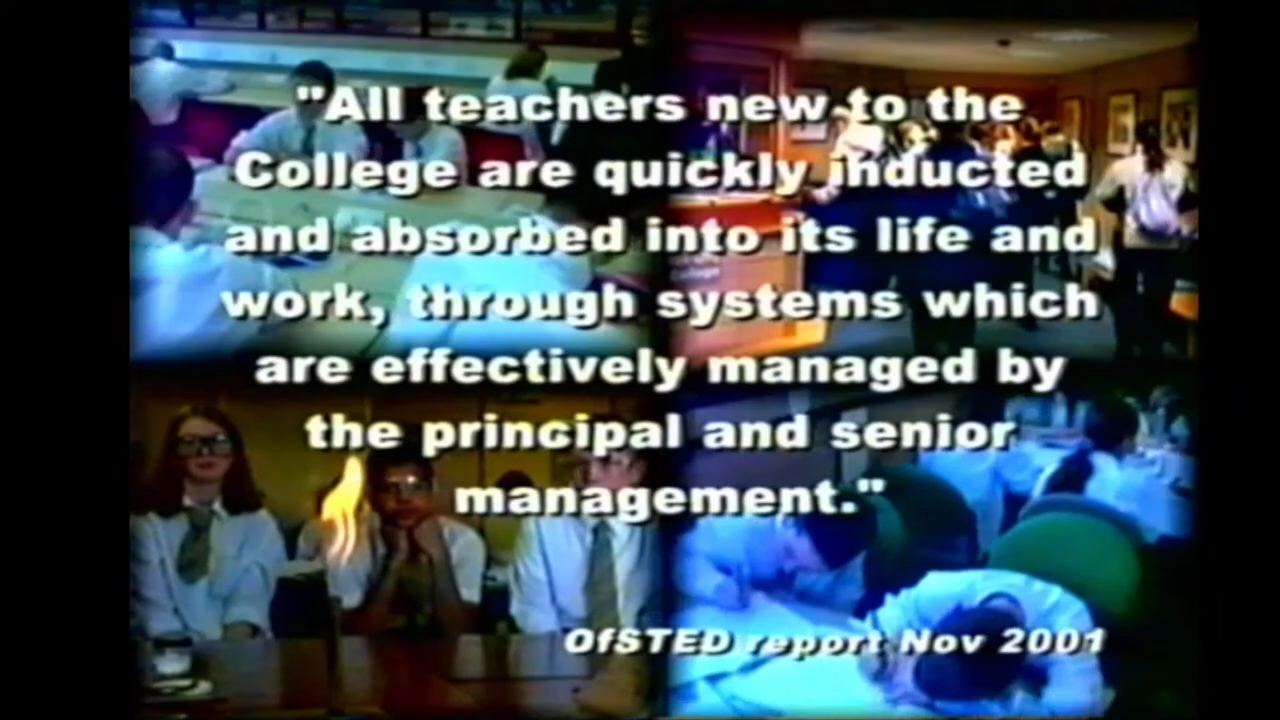 "All teachers new to the
College are quickly inducted
and absorbed into its life and
work, through systems which
are effectively managed by
the principal and senior
management."
OfSTED report Nov 2001